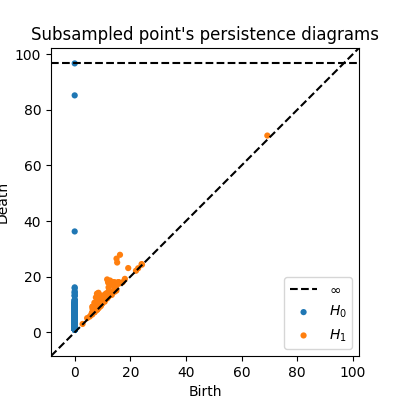 Subsampled point's persistence diagrams
100
80
60
40
20
0
Death
∞
H0
H1
0 20 40 60 80 100
Birth